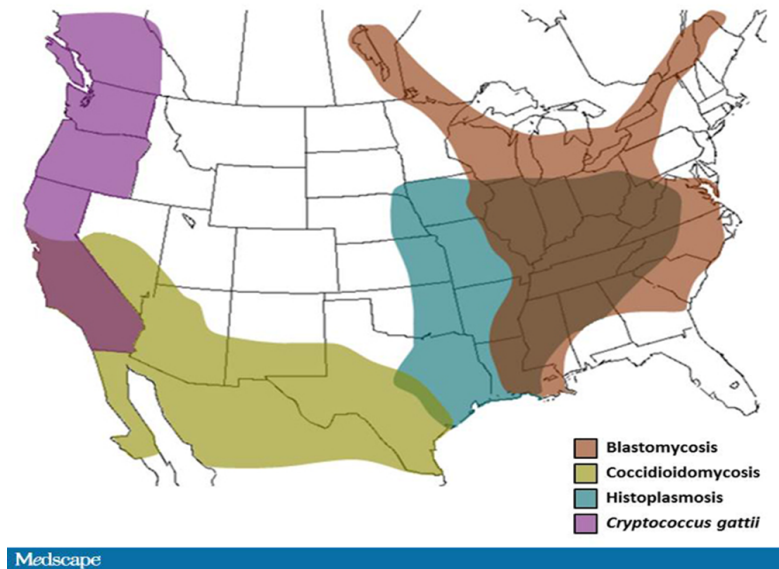 Blastomycosis
Coccidioidomycosis
Histoplasmosis
Cryptococcus gattii
Medscape